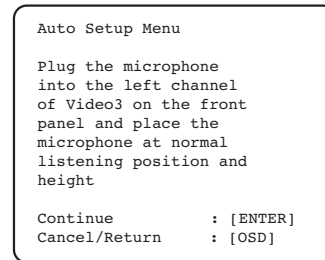 Auto Setup Menu
Plug the microphone
into the left channel
of Video3 on the front
panel and place the
microphone at normal
listening position and
height
Continue : [ENTER]
Cancel/Return : [OSD]